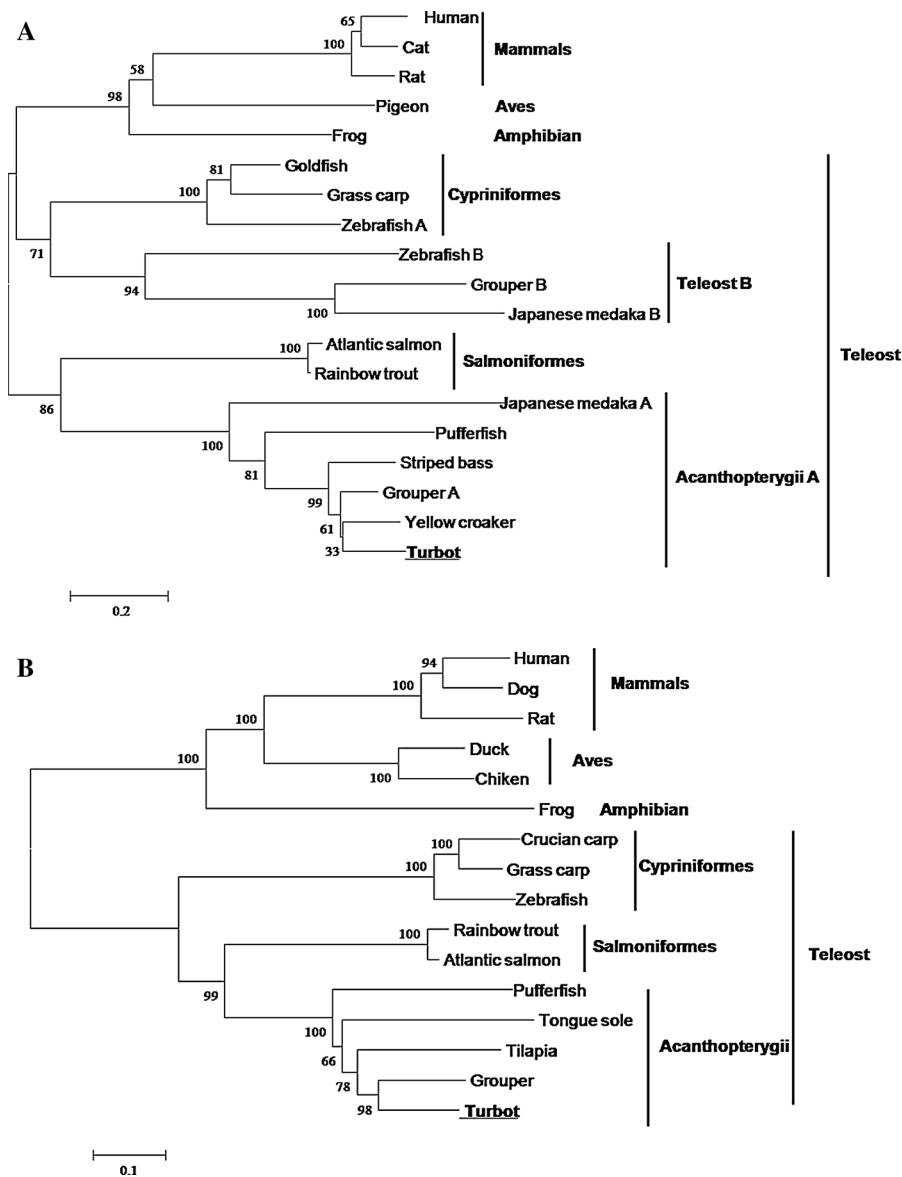 A
Human
65
Mammals
100
Cat
58
Rat
98
Pigeon Aves
Frog Amphibian
Goldfish
81
100
Grass carp Cypriniformes
Zebrafish A
71
Zebrafish B
94
Grouper B Teleost B
100
Japanese medaka B
Teleost
100
Atlantic salmon
Salmoniformes
Rainbow trout
86
Japanese medaka A
100
Pufferfish
81
Striped bass
Acanthopterygii A
99
Grouper A
61
Yellow croaker
33
Turbot
0.2
B
Human
94
100
Dog Mammals
Rat
100
Duck
100
Aves
100
Chiken
Frog Amphibian
Crucian carp
100
100
Grass carp Cypriniformes
Zebrafish
100
Rainbow trout
Salmoniformes
Atlantic salmon
Teleost
99
Pufferfish
100
Tongue sole
66
Tilapia
Acanthopterygii
78
Grouper
98
Turbot
0.1